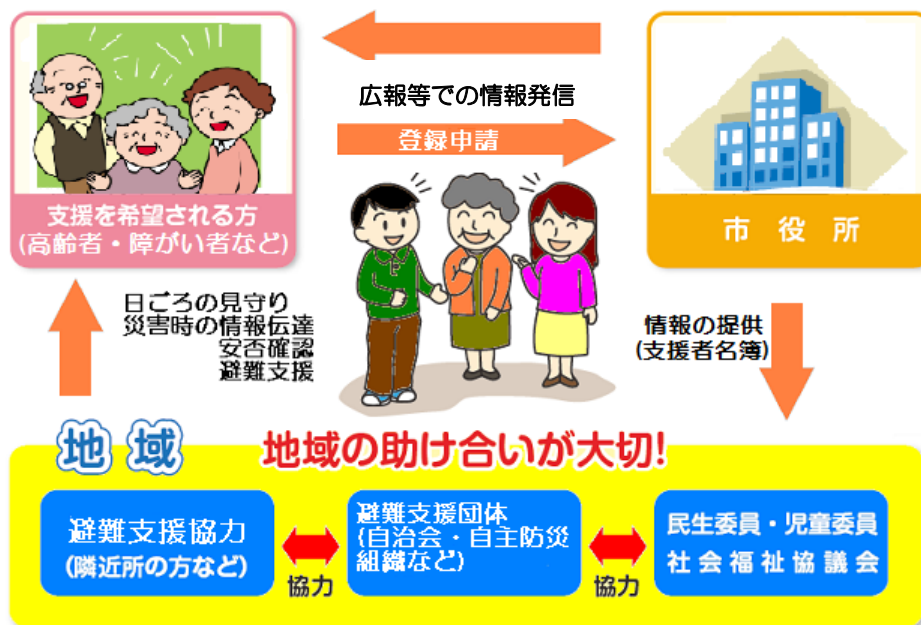 広報等での情報発信
登録申請
支援を希望される方
(高齢者・障がい者など)
市役所
日ごろの見守り
災害時の情報伝達
安否確認
避難支援
情報の提供
(支援者名簿)
地域
地域の助け合いが大切!
避難支援協力
(隣近所の方など)
協力
避難支援団体
(自治会・自主防災
組織など)
協力
民生委員・児童委員
社会福祉協議会